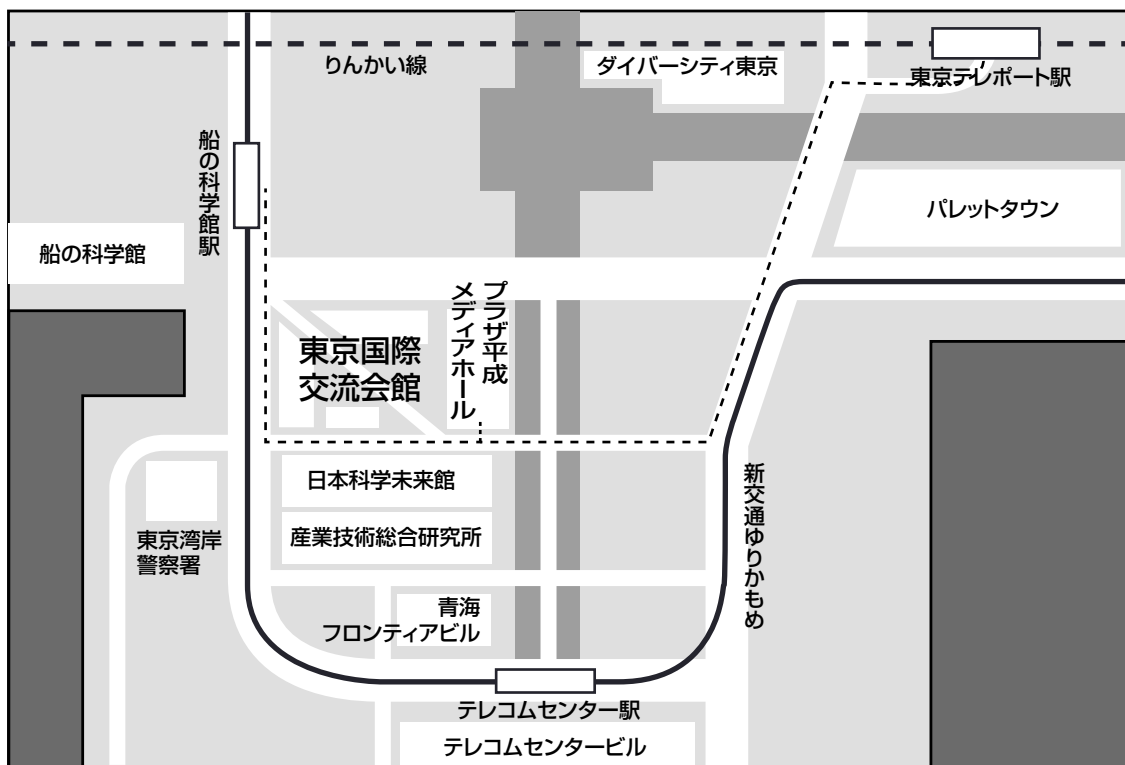 りんかい線
ダイバーシティ東京
東京テレポート駅
船の科学館駅
パレットタウン
船の科学館
プラザ平成
メディアホール
東京国際
交流会館
日本科学未来館
新交通ゆりかもめ
産業技術総合研究所
東京湾岸
警察署
青海
フロンティアビル
テレコムセンター駅
テレコムセンタービル